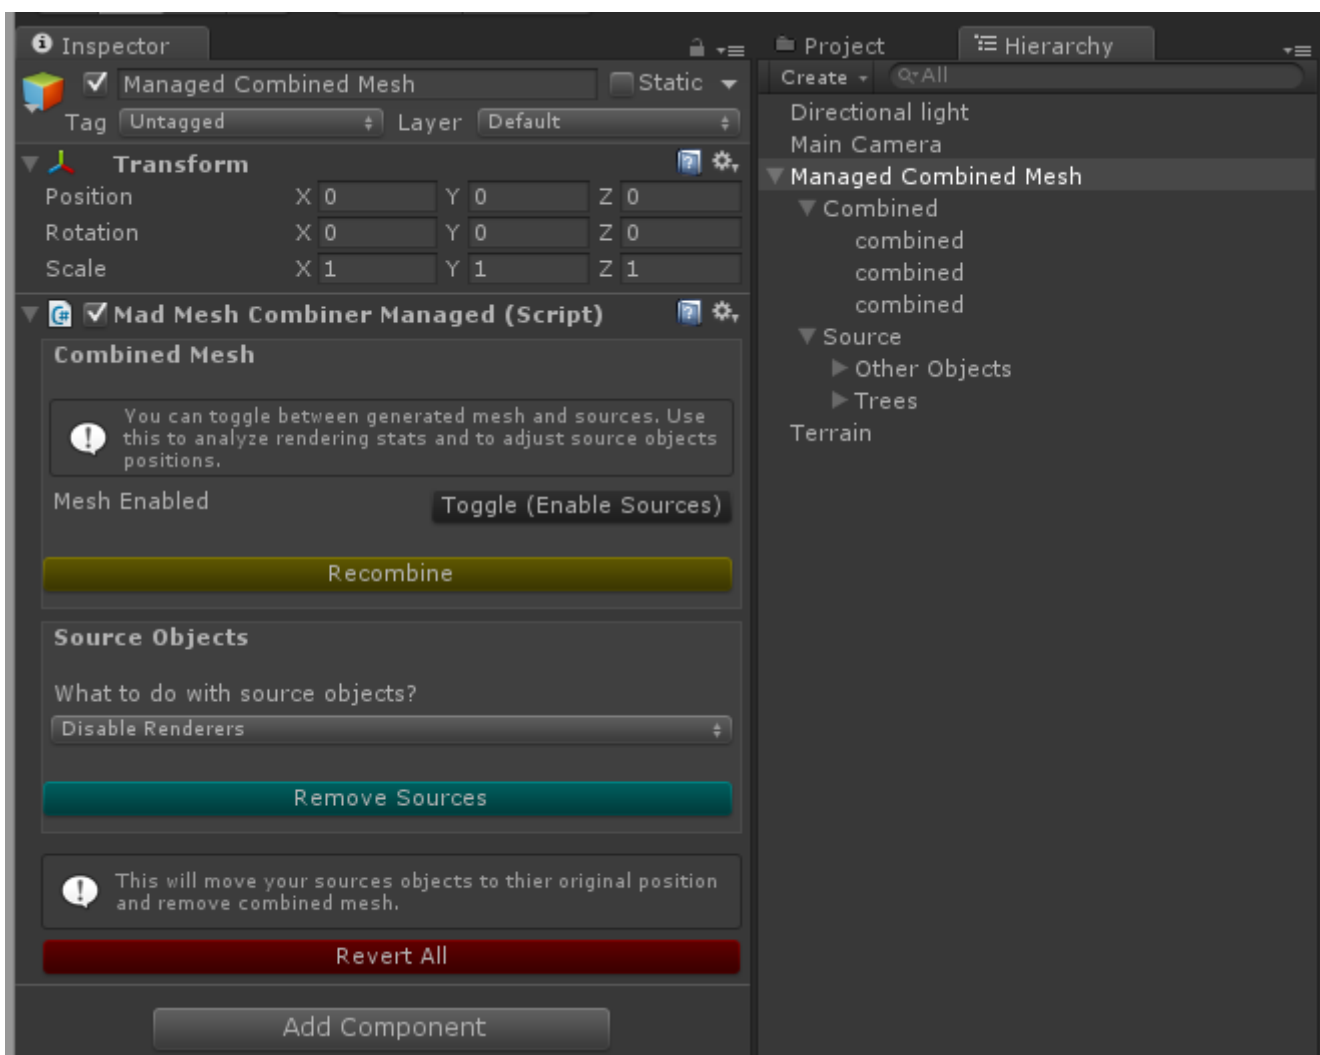 Inspector
Managed Combined Mesh
Static
Tag Untagged Layer Default
Transform
Position X 0 Y 0 Z 0
Rotation X 0 Y 0 Z 0
Scale X 1 Y 1 Z 1
Mad Mesh Combiner Managed (Script)
Combined Mesh
You can toggle between generated mesh and sources. Use
this to analyze rendering stats and to adjust source objects
positions.
Mesh Enabled Toggle (Enable Sources)
Recombine
Source Objects
What to do with source objects?
Disable Renderers
Remove Sources
This will move your sources objects to thier original position
and remove combined mesh.
Revert All
Add Component
Project Hierarchy
Create All
Directional light
Main Camera
Managed Combined Mesh
Combined
combined
combined
combined
Source
Other Objects
Trees
Terrain